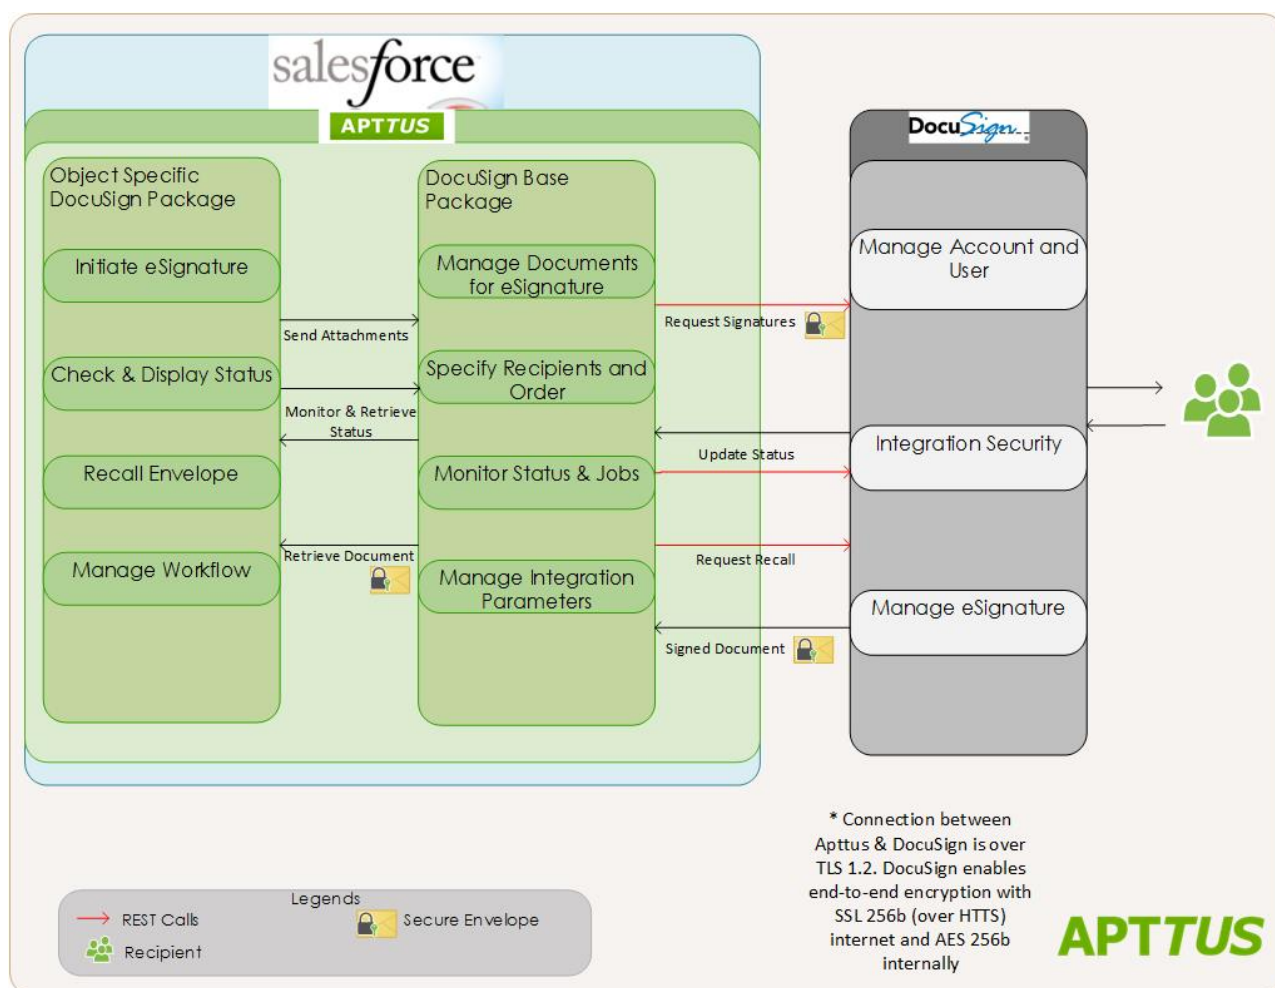 salesforce
APTTUS
DocuSign
Object Specific
DocuSign Package
DocuSign Base
Package
Initiate eSignature
Manage Documents
for eSignature
Manage Account and
User
Send Attachments
Request Signatures
Check & Display Status
Specify Recipients and
Order
Monitor & Retrieve
Status
Update Status
Integration Security
Recall Envelope
Monitor Status & Jobs
Retrieve Document
Request Recall
Manage Workflow
Manage Integration
Parameters
Manage eSignature
Signed Document
* Connection between
Apttus & DocuSign is over
TLS 1.2. DocuSign enables
end-to-end encryption with
SSL 256b (over HTTS)
internet and AES 256b
internally
Legends
REST Calls
Secure Envelope
Recipient
APTTUS